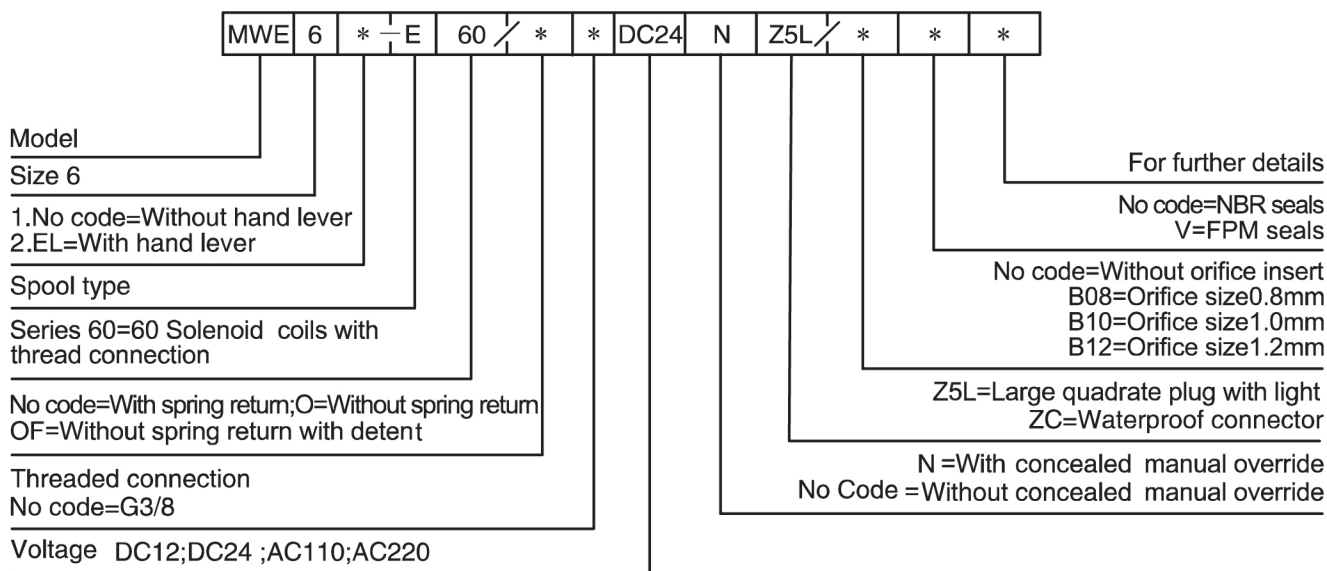 MWE 6 * - E 60 / * * DC24 N Z5L / * * *
Model
Size 6
1.No code=Without hand lever
2.EL=With hand lever
Spool type
Series 60=60 Solenoid coils with
thread connection
No code=With spring return;O=Without spring return
OF=Without spring return with detent
Threaded connection
No code=G3/8
Voltage DC12;DC24 ;AC110;AC220
For further details
No code=NBR seals
V=FPM seals
No code=Without orifice insert
B08=Orifice size0.8mm
B10=Orifice size1.0mm
B12=Orifice size1.2mm
Z5L=Large quadrate plug with light
ZC=Waterproof connector
N =With concealed manual override
No Code =Without concealed manual override